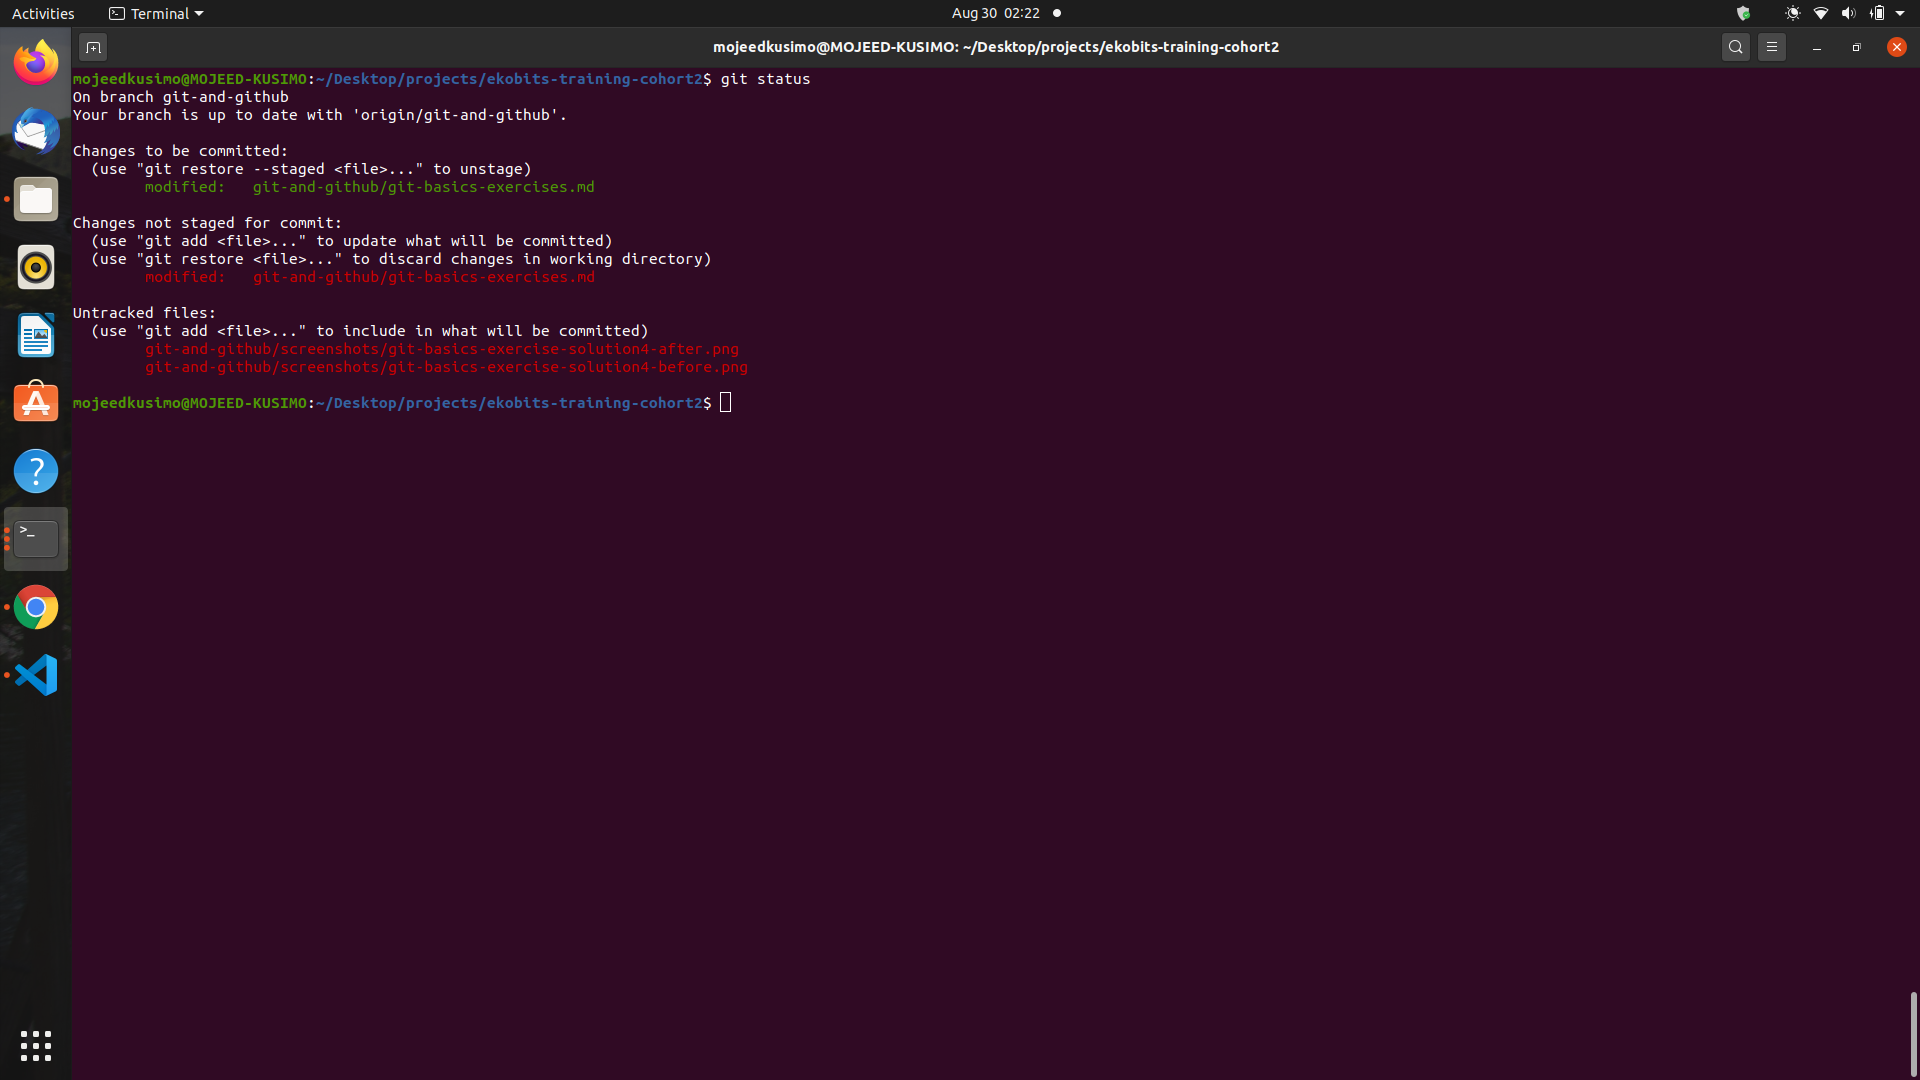 Activities
Terminal
Aug 30 02:22
mojeedkusimo@MOJEED-KUSIMO: ~/Desktop/projects/ekobits-training-cohort2
mojeedkusimo@MOJEED-KUSIMO:~/Desktop/projects/ekobits-training-cohort2$ git status
On branch git-and-github
Your branch is up to date with 'origin/git-and-github'.
Changes to be committed:
(use "git restore --staged <file>..." to unstage)
modified:   git-and-github/git-basics-exercises.md
Changes not staged for commit:
(use "git add <file>..." to update what will be committed)
(use "git restore <file>..." to discard changes in working directory)
modified:   git-and-github/git-basics-exercises.md
Untracked files:
(use "git add <file>..." to include in what will be committed)
git-and-github/screenshots/git-basics-exercise-solution4-after.png
git-and-github/screenshots/git-basics-exercise-solution4-before.png
mojeedkusimo@MOJEED-KUSIMO:~/Desktop/projects/ekobits-training-cohort2$